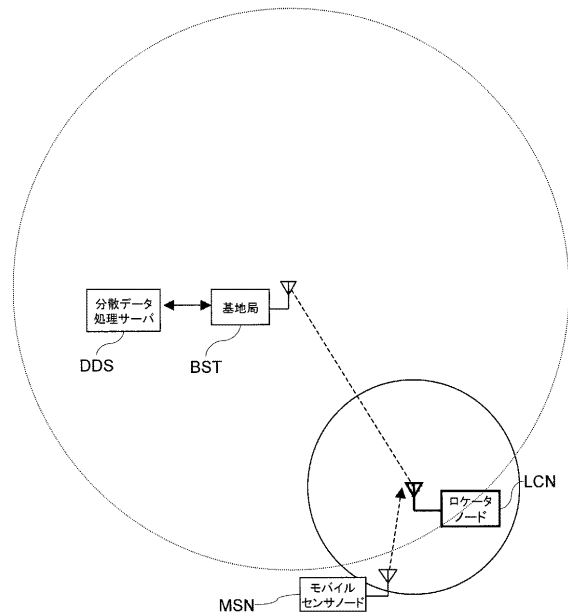 分散データ
処理サーバ
DDS
基地局
BST
ロケータ
ノード
LCN
モバイル
センサノード
MSN